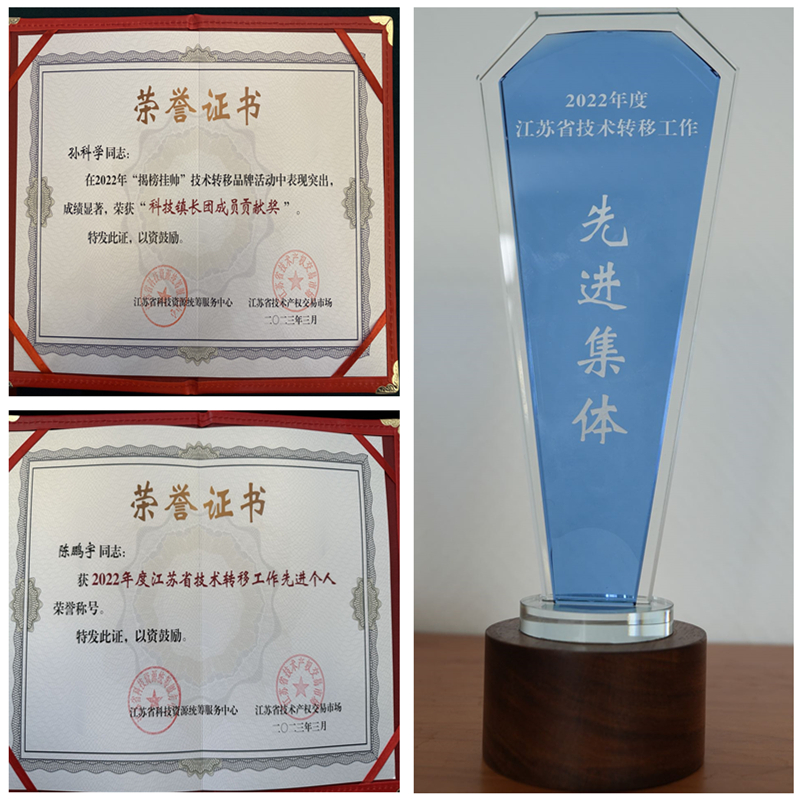 荣誉证书
孙科学同志：
在2022年“揭榜挂帅”技术转移品牌活动中表现突出，
成绩显著，荣获“科技镇长团成员贡献奖”。
特发此证，以资鼓励。
江苏省科技资源统筹服务中心 江苏省技术产权交易市场
二〇二三年三月
荣誉证书
陈鹏宇同志：
获2022年度江苏省技术转移工作先进个人
荣誉称号。
特发此证，以资鼓励。
江苏省科技资源统筹服务中心 江苏省技术产权交易市场
二〇二三年三月
2022年度
江苏省技术转移工作
先进集体